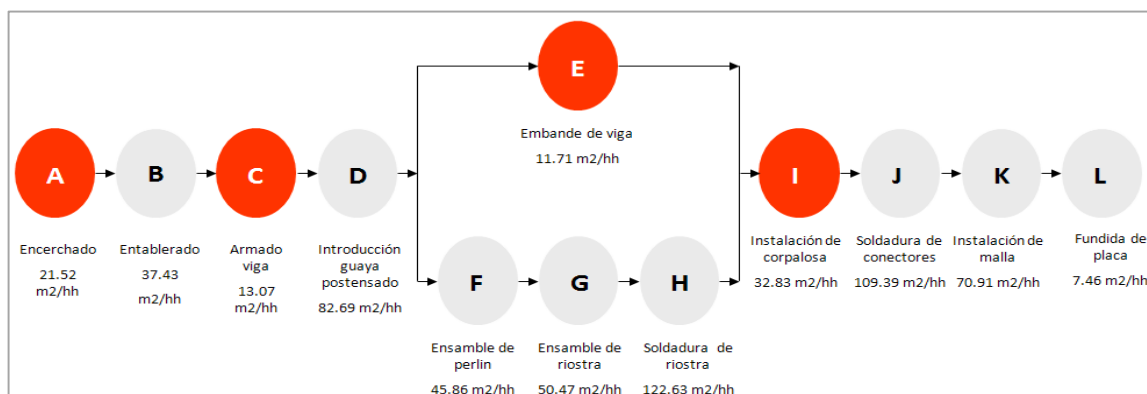 E
Embande de viga
11.71 m2/hh
A
B
C
D
I
J
K
L
Encerchado
21.52
m2/hh
Entablerado
37.43
m2/hh
Armado
viga
13.07
m2/hh
Introducción
guaya
postensado
82.69 m2/hh
Instalación de
corpalosa
32.83 m2/hh
Soldadura de
conectores
109.39 m2/hh
Instalación de
malla
70.91 m2/hh
Fundida de
placa
7.46 m2/hh
F
G
H
Ensamble de
perlin
45.86 m2/hh
Ensamble de
riostra
50.47 m2/hh
Soldadura de
riostra
122.63 m2/hh